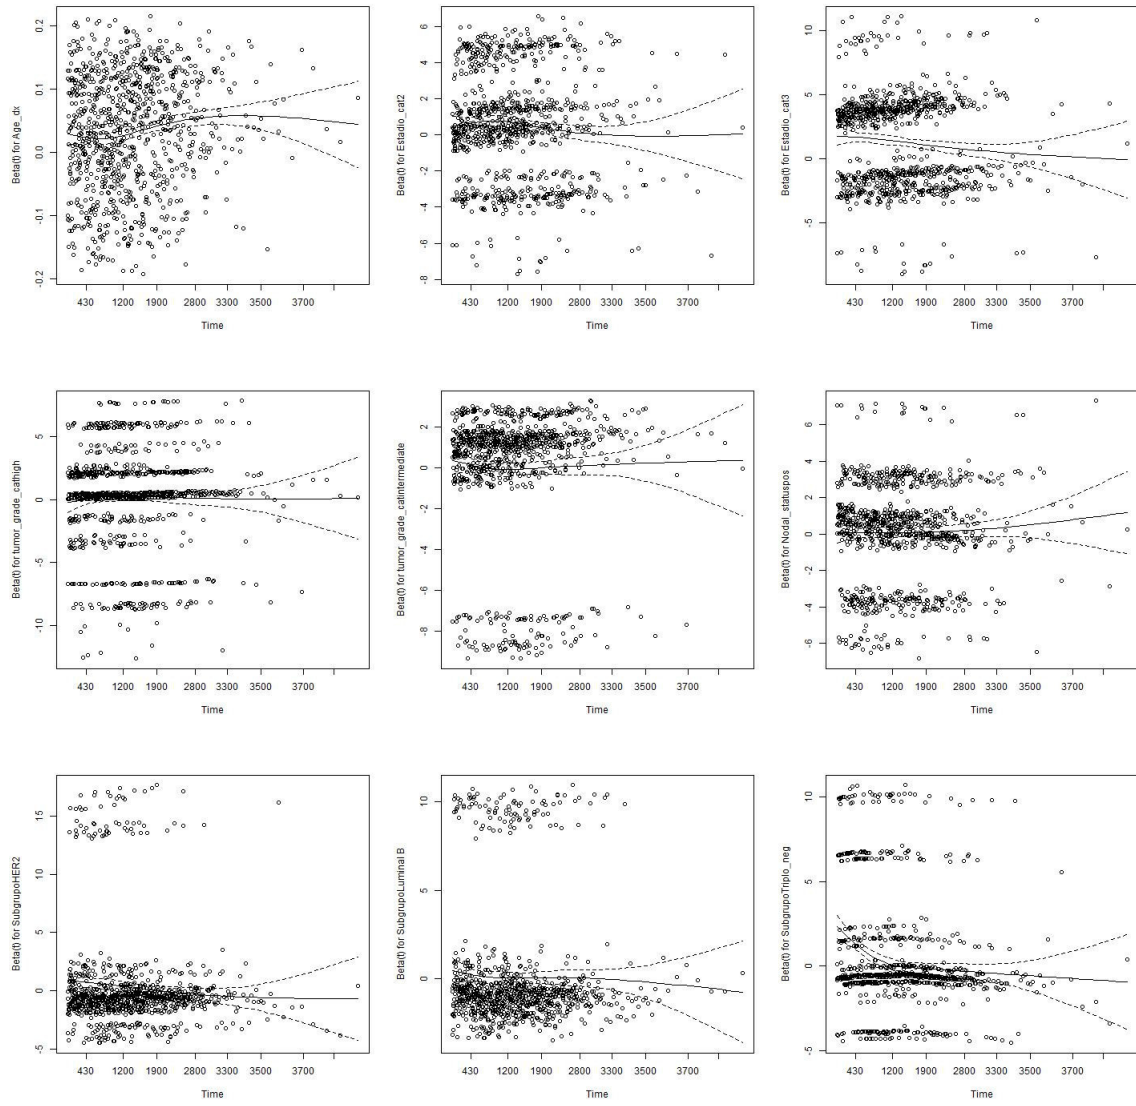 Beta(t) for Age_dx
0.2
0.1
0.0
-0.1
-0.2
430 1200 1900 2800 3300 3500 3700
Time
Beta(t) for Estadio_cat2
6
4
2
0
-2
-4
-6
-8
430 1200 1900 2800 3300 3500 3700
Time
Beta(t) for Estadio_cat3
10
5
0
-5
430 1200 1900 2800 3300 3500 3700
Time
Beta(t) for tumor_grade_cathigh
5
0
-5
-10
430 1200 1900 2800 3300 3500 3700
Time
Beta(t) for tumor_grade_catintermediate
2
0
-2
-4
-6
-8
430 1200 1900 2800 3300 3500 3700
Time
Beta(t) for Nodal_statuspos
6
4
2
0
-2
-4
-6
430 1200 1900 2800 3300 3500 3700
Time
Beta(t) for SubgrupoHER2
15
10
5
0
-5
430 1200 1900 2800 3300 3500 3700
Time
Beta(t) for SubgrupoLuminal B
10
5
0
430 1200 1900 2800 3300 3500 3700
Time
Beta(t) for SubgrupoTriplo_neg
10
5
0
-5
430 1200 1900 2800 3300 3500 3700
Time